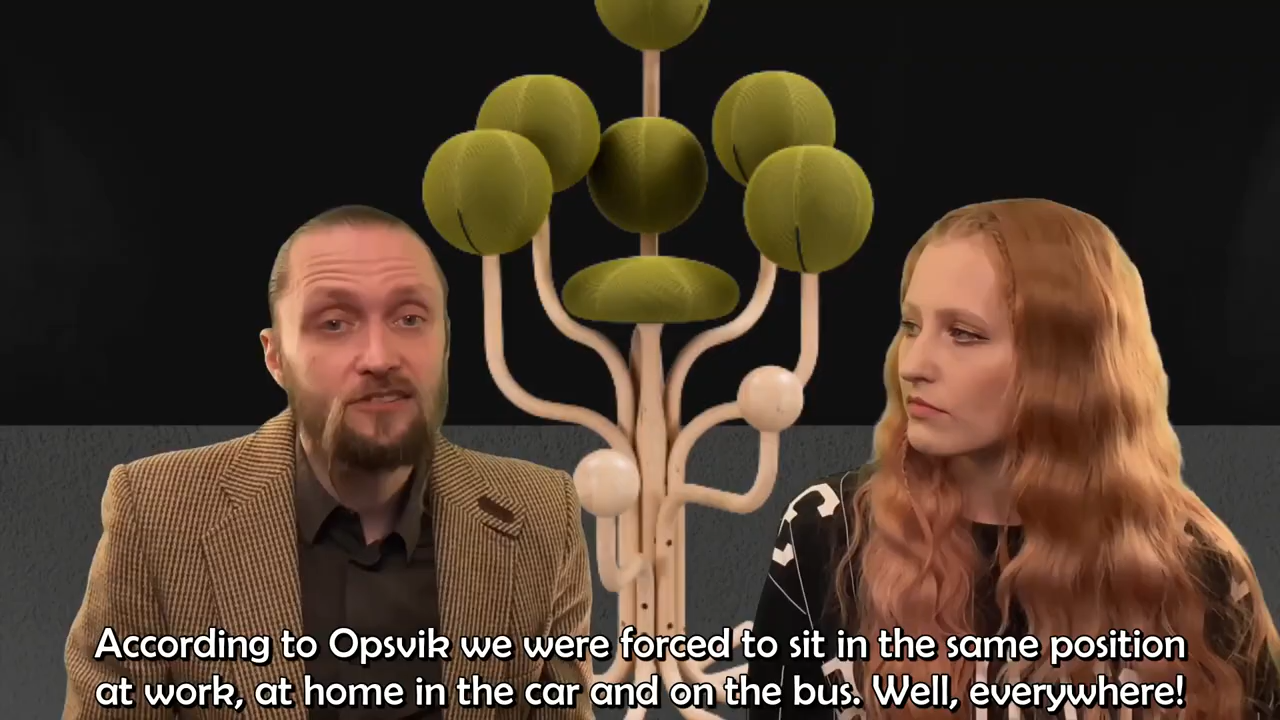 According to Opsvik we were forced to sit in the same position
at work, at home in the car and on the bus. Well, everywhere!